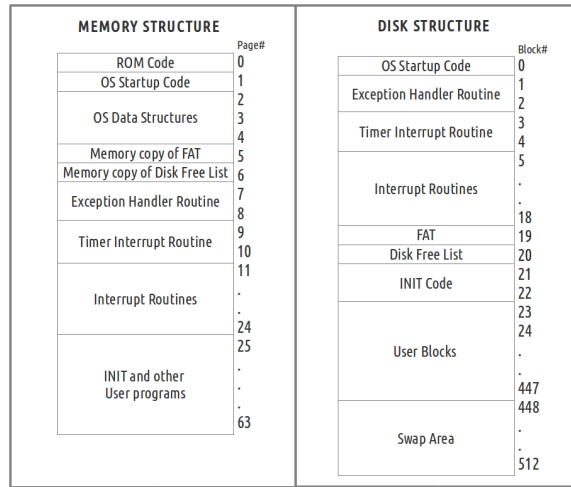 MEMORY STRUCTURE
Page#
ROM Code 0
OS Startup Code 1
2
OS Data Structures 3
4
Memory copy of FAT 5
Memory copy of Disk Free List 6
Exception Handler Routine 7
8
Timer Interrupt Routine 9
10
11
.
Interrupt Routines
.
24
25
.
INIT and other
User programs
.
.
63
DISK STRUCTURE
Block#
OS Startup Code 0
1
Exception Handler Routine
2
3
Timer Interrupt Routine
4
5
.
Interrupt Routines
.
18
FAT 19
Disk Free List 20
21
INIT Code
22
23
24
User Blocks
.
.
447
448
.
Swap Area
.
512